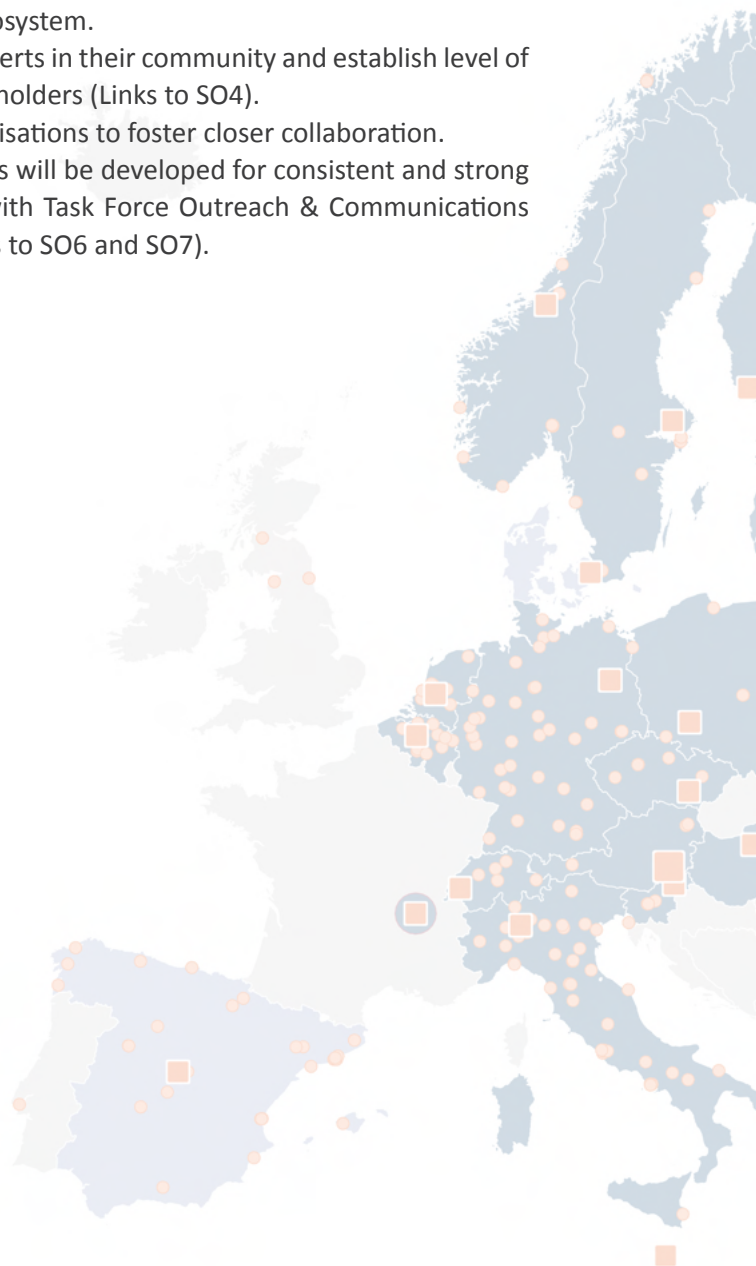 osystem.
erts in their community and establish level of
holders (Links to SO4).
isations to foster closer collaboration.
s will be developed for consistent and strong
with Task Force Outreach & Communications
s to SO6 and SO7).